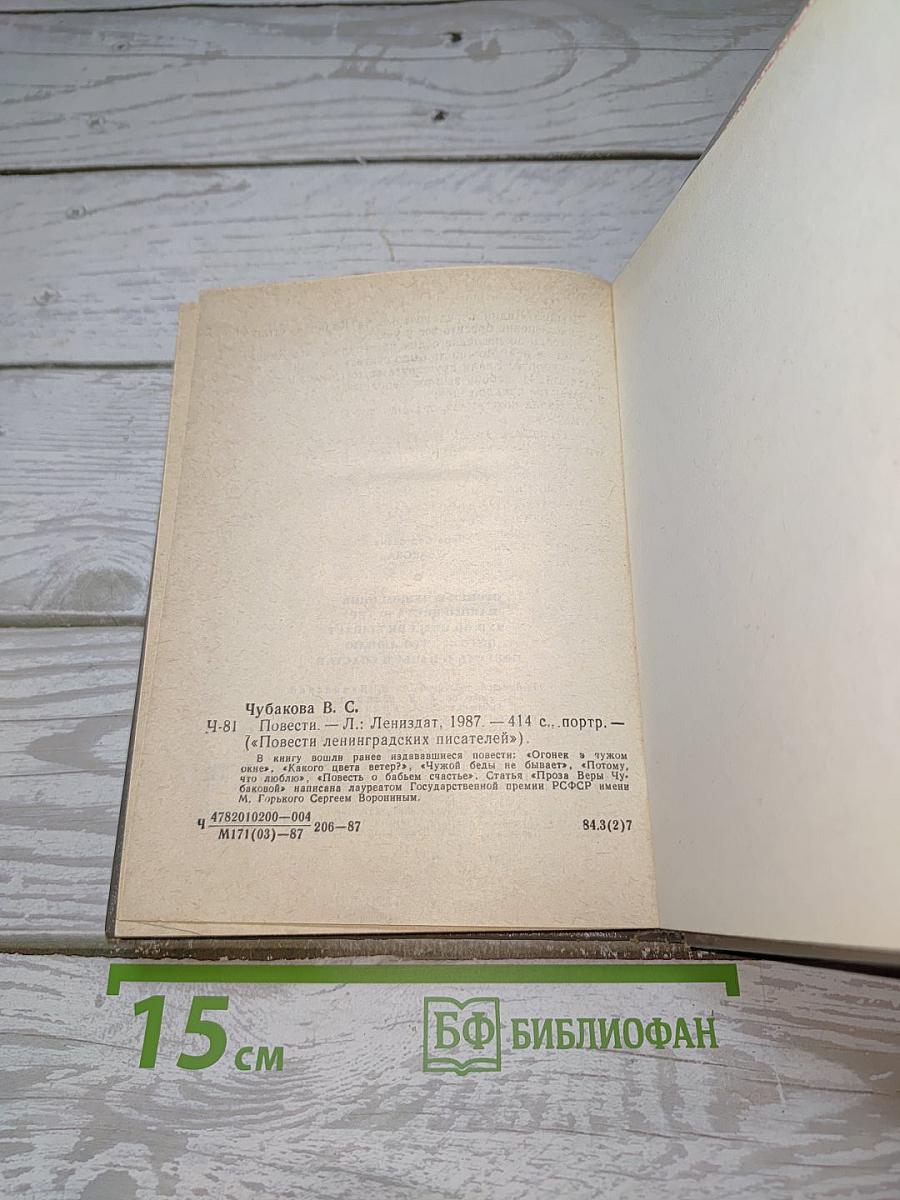 Чубакова В. С.
Ч-81 Повести. — Л.: Лениздат, 1987. — 414 с., портр. —
(«Повести ленинградских писателей»).
В книгу вошли ранее издававшиеся повести: «Огонек в чужом
окне», «Какого цвета ветер?», «Чужой беды не бывает», «Потому,
что люблю», «Повесть о бабьем счастье». Статья «Проза Веры Чу-
баковой» написана лауреатом Государственной премии РСФСР имени
М. Горького Сергеем Ворониным.
4782010200—004
Ч 206—87 84.3(2)7
М171(03)—87
15 см
БФ БИБЛИОФАН